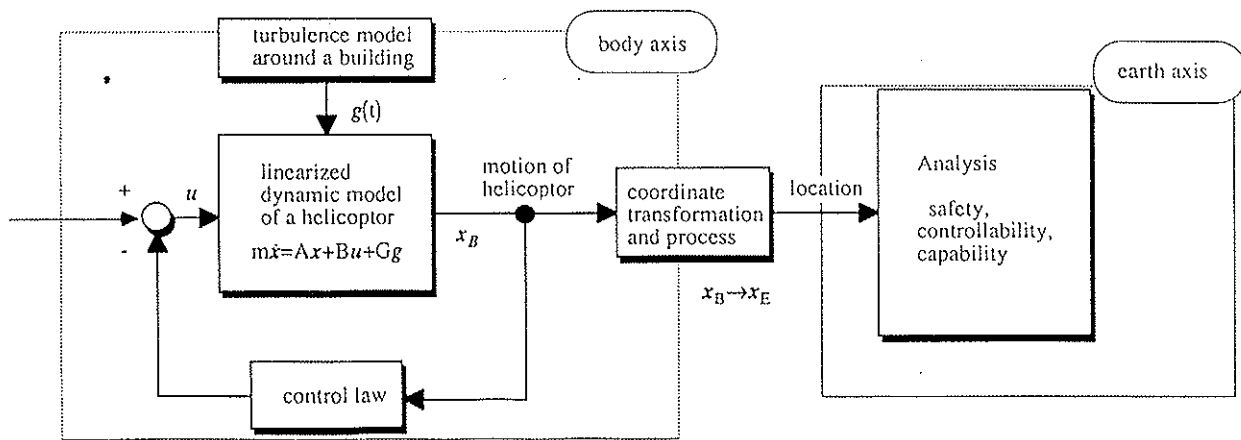 turbulence model
around a building
body axis
earth axis
g(t)
linearized
dynamic model
of a helicoptor
mẋ=Ax+Bu+Gg
+
-
u
motion of
helicoptor
x_B
coordinate
transformation
and process
x_B→x_E
location
Analysis
safety,
controllability,
capability
control law